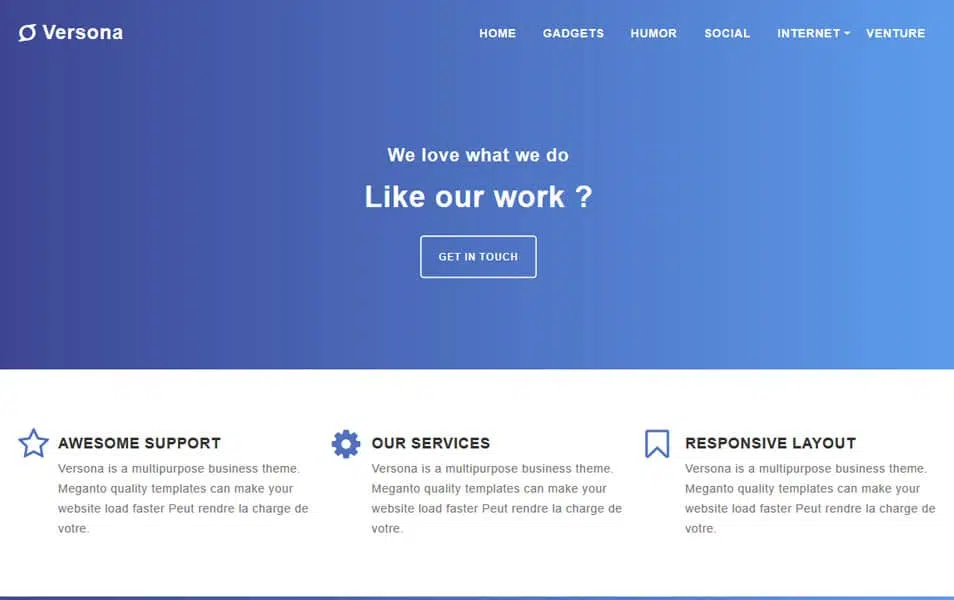 Versona
HOME GADGETS HUMOR SOCIAL INTERNET VENTURE
We love what we do
Like our work ?
GET IN TOUCH
AWESOME SUPPORT
Versona is a multipurpose business theme.
Meganto quality templates can make your
website load faster Peut rendre la charge de
votre.
OUR SERVICES
Versona is a multipurpose business theme.
Meganto quality templates can make your
website load faster Peut rendre la charge de
votre.
RESPONSIVE LAYOUT
Versona is a multipurpose business theme.
Meganto quality templates can make your
website load faster Peut rendre la charge de
votre.